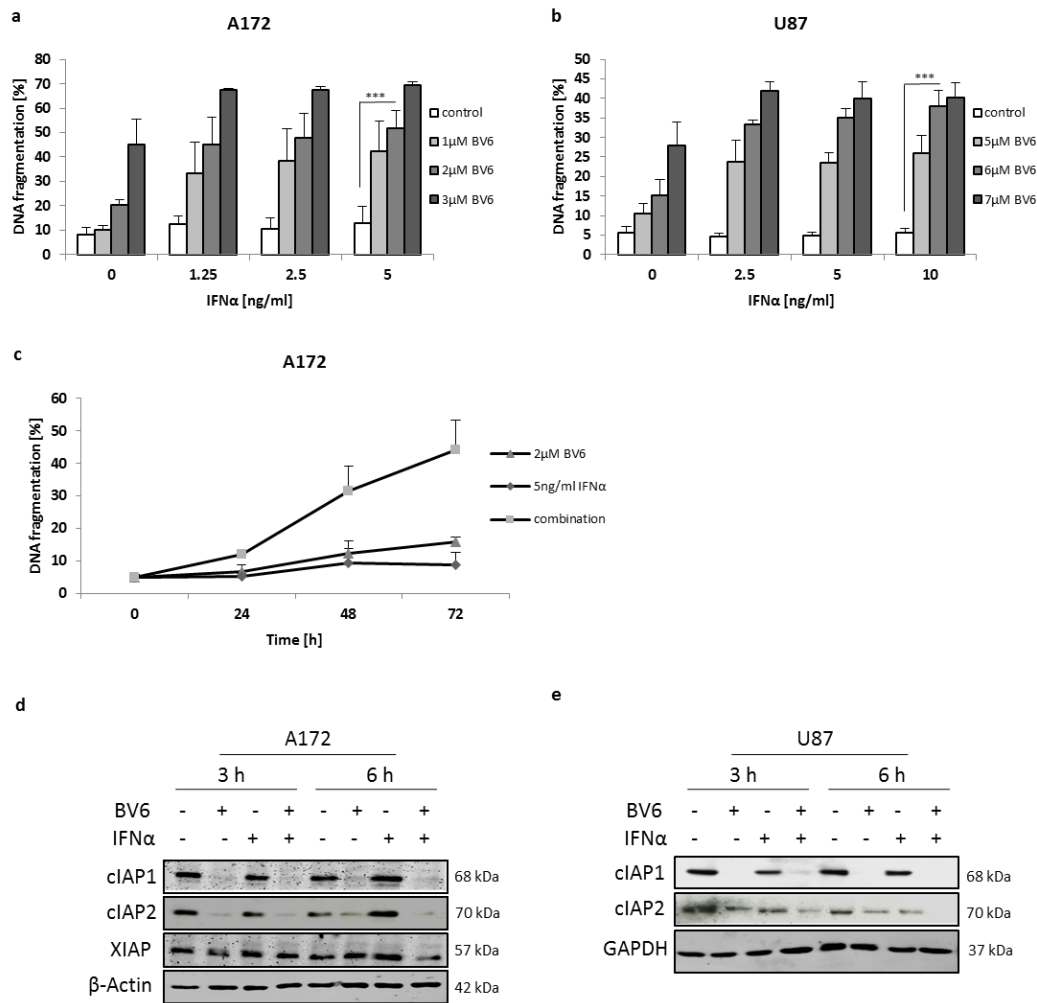 a
A172
DNA fragmentation [%]
80
70
60
50
40
30
20
10
0
***
control
1µM BV6
2µM BV6
3µM BV6
0 1.25 2.5 5
IFNα [ng/ml]
b
U87
DNA fragmentation [%]
50
45
40
35
30
25
20
15
10
5
0
***
control
5µM BV6
6µM BV6
7µM BV6
0 2.5 5 10
IFNα [ng/ml]
c
A172
DNA fragmentation [%]
60
50
40
30
20
10
0
2µM BV6
5ng/ml IFNα
combination
0 24 48 72
Time [h]
d
A172
3 h 6 h
BV6 - + - + - + - +
IFNα - - + + - - + +
cIAP1 68 kDa
cIAP2 70 kDa
XIAP 57 kDa
β-Actin 42 kDa
e
U87
3 h 6 h
BV6 - + - + - + - +
IFNα - - + + - - + +
cIAP1 68 kDa
cIAP2 70 kDa
GAPDH 37 kDa